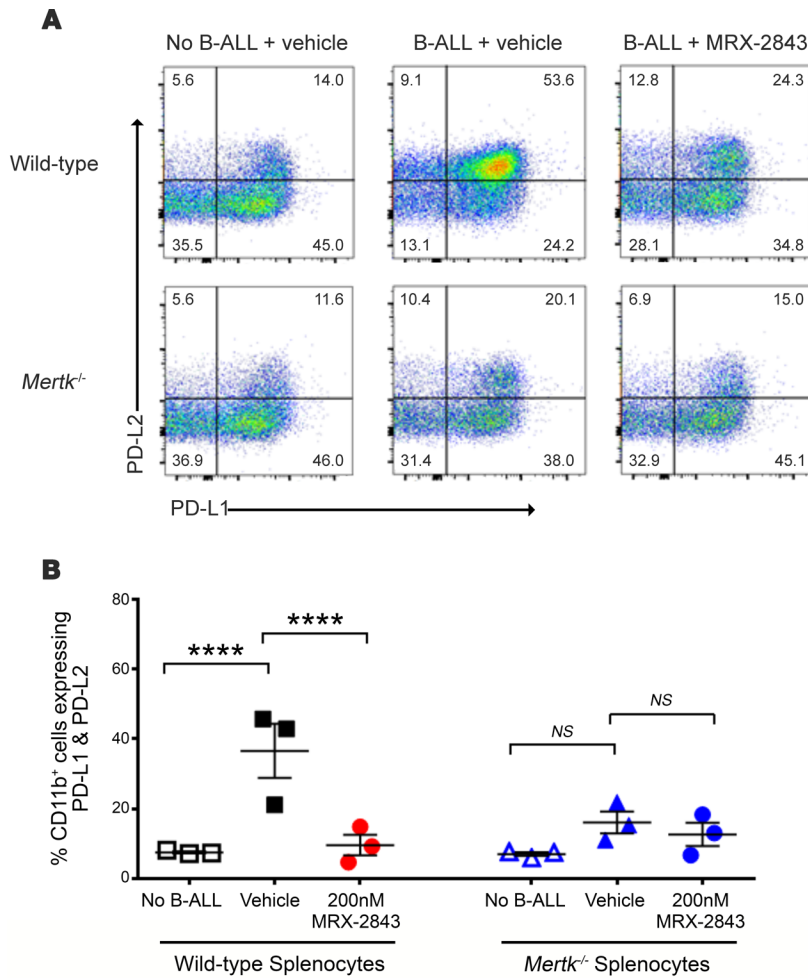 A
No B-ALL + vehicle B-ALL + vehicle B-ALL + MRX-2843
5.6 14.0 9.1 53.6 12.8 24.3
Wild-type
35.5 45.0 13.1 24.2 28.1 34.8
5.6 11.6 10.4 20.1 6.9 15.0
Mertk-/-
36.9 46.0 31.4 38.0 32.9 45.1
PD-L2
PD-L1
B
% CD11b+ cells expressing
PD-L1 & PD-L2
80
60
40
20
0
**** ****
NS NS
No B-ALL Vehicle 200nM No B-ALL Vehicle 200nM
MRX-2843 MRX-2843
Wild-type Splenocytes Mertk-/- Splenocytes